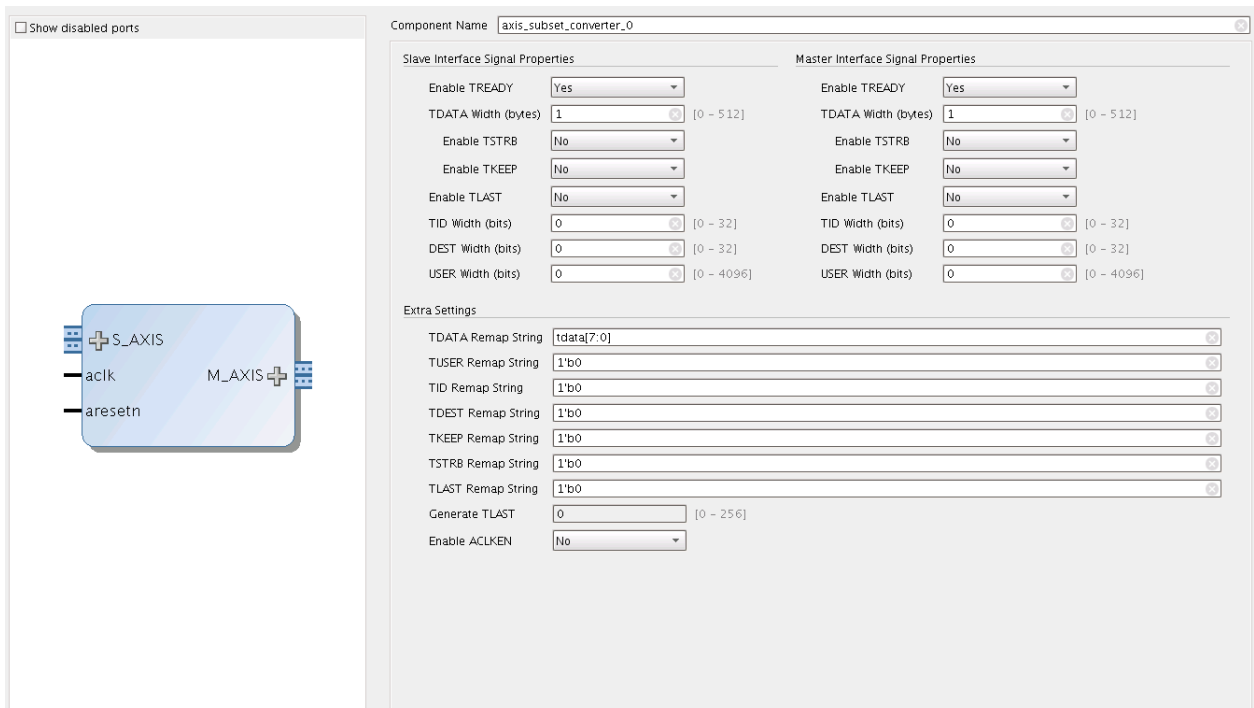 Show disabled ports
S_AXIS
aclk
M_AXIS
aresetn
Component Name axis_subset_converter_0
Slave Interface Signal Properties Master Interface Signal Properties
Enable TREADY Yes Enable TREADY Yes
TDATA Width (bytes) 1 [0 - 512] TDATA Width (bytes) 1 [0 - 512]
Enable TSTRB No Enable TSTRB No
Enable TKEEP No Enable TKEEP No
Enable TLAST No Enable TLAST No
TID Width (bits) 0 [0 - 32] TID Width (bits) 0 [0 - 32]
DEST Width (bits) 0 [0 - 32] DEST Width (bits) 0 [0 - 32]
USER Width (bits) 0 [0 - 4096] USER Width (bits) 0 [0 - 4096]
Extra Settings
TDATA Remap String tdata[7:0]
TUSER Remap String 1'b0
TID Remap String 1'b0
TDEST Remap String 1'b0
TKEEP Remap String 1'b0
TSTRB Remap String 1'b0
TLAST Remap String 1'b0
Generate TLAST 0 [0 - 256]
Enable ACLKEN No